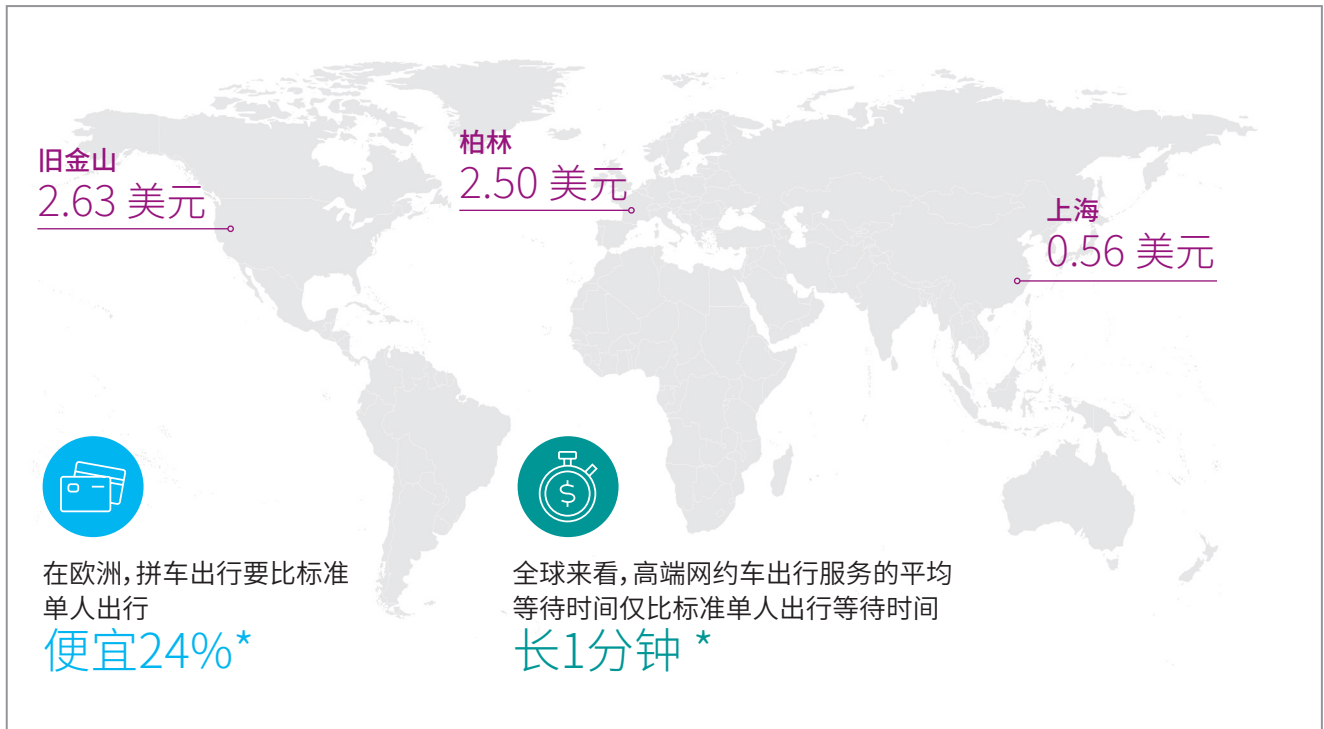 旧金山
2.63 美元
柏林
2.50 美元
上海
0.56 美元
在欧洲,拼车出行要比标准
单人出行
便宜24%*
$
全球来看,高端网约车出行服务的平均
等待时间仅比标准单人出行等待时间
长1分钟 *